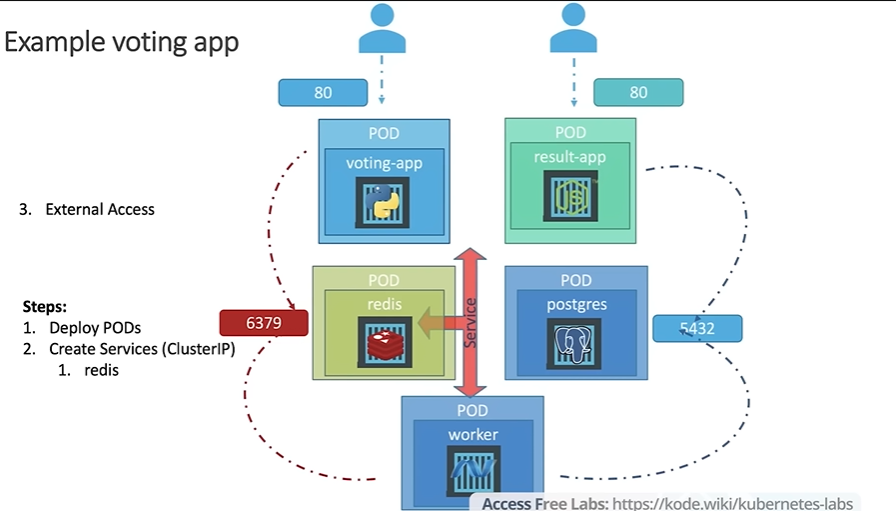 Example voting app
80
80
POD
voting-app
POD
result-app
JS
3. External Access
Steps:
1. Deploy PODs
2. Create Services (ClusterIP)
1. redis
6379
POD
redis
Service
POD
postgres
5432
POD
worker
Access Free Labs: https://kode.wiki/kubernetes-labs